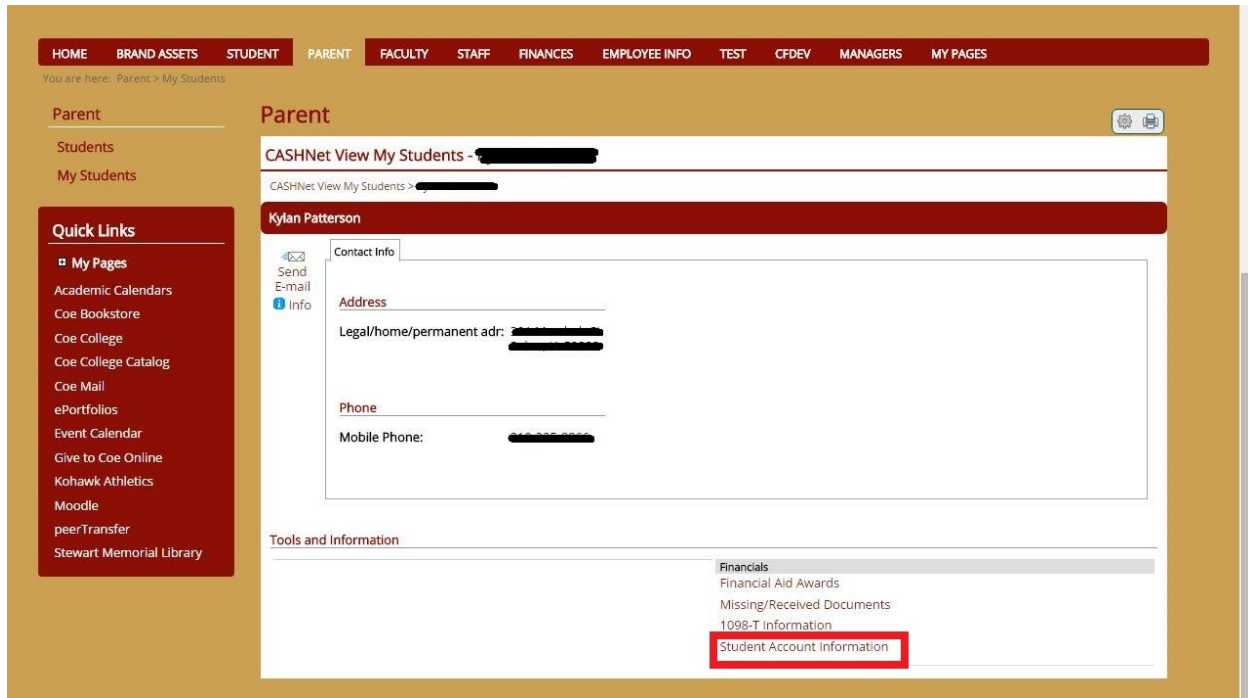 HOME BRAND ASSETS STUDENT PARENT FACULTY STAFF FINANCES EMPLOYEE INFO TEST CFDEV MANAGERS MY PAGES
You are here: Parent > My Students
Parent
Students
My Students
Quick Links
My Pages
Academic Calendars
Coe Bookstore
Coe College
Coe College Catalog
Coe Mail
ePortfolios
Event Calendar
Give to Coe Online
Kohawk Athletics
Moodle
peerTransfer
Stewart Memorial Library
Parent
CASHNet View My Students -
CASHNet View My Students >
Kylan Patterson
Send
E-mail
Info
Contact Info
Address
Legal/home/permanent adr:
Phone
Mobile Phone:
Tools and Information
Financials
Financial Aid Awards
Missing/Received Documents
1098-T Information
Student Account Information